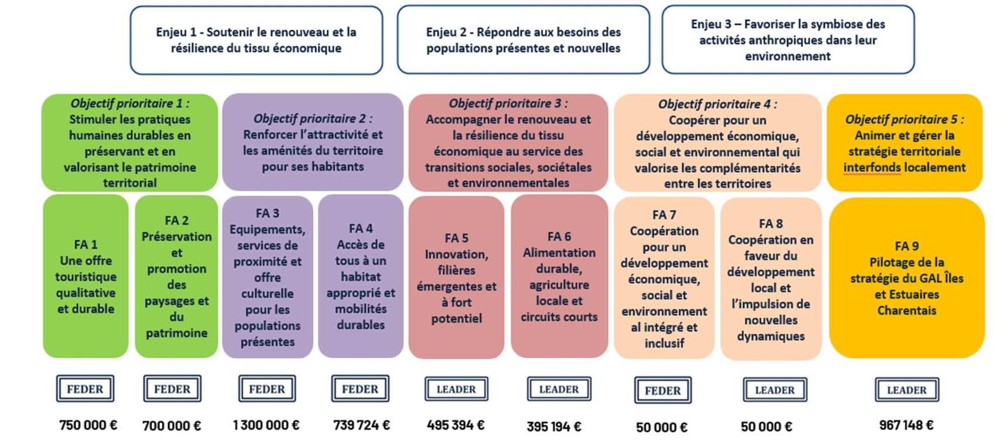 Enjeu 1 - Soutenir le renouveau et la
résilience du tissu économique
Enjeu 2 - Répondre aux besoins des
populations présentes et nouvelles
Enjeu 3 – Favoriser la symbiose des
activités anthropiques dans leur
environnement
Objectif prioritaire 1 :
Stimuler les pratiques
humaines durables en
préservant et en
valorisant le patrimoine
territorial
Objectif prioritaire 2 :
Renforcer l’attractivité et
les aménités du territoire
pour ses habitants
Objectif prioritaire 3 :
Accompagner le renouveau et
la résilience du tissu
économique au service des
transitions sociales, sociétales
et environnementales
Objectif prioritaire 4 :
Coopérer pour un
développement économique,
social et environnemental qui
valorise les complémentarités
entre les territoires
Objectif prioritaire 5 :
Animer et gérer la
stratégie territoriale
interfonds localement
FA 1
Une offre
touristique
qualitative
et durable
FA 2
Préservation
et
promotion
des
paysages et
du
patrimoine
FA 3
Equipements,
services de
proximité et
offre
culturelle
pour les
populations
présentes
FA 4
Accès de
tous à un
habitat
approprié et
mobilités
durables
FA 5
Innovation,
filières
émergentes et
à fort
potentiel
FA 6
Alimentation
durable,
agriculture
locale et
circuits courts
FA 7
Coopération
pour un
développement
économique,
social et
environnement
al intégré et
inclusif
FA 8
Coopération en
faveur du
développement
local et
l’impulsion de
nouvelles
dynamiques
FA 9
Pilotage de la
stratégie du GAL Îles
et Estuaires
Charentais
FEDER
FEDER
FEDER
FEDER
LEADER
LEADER
FEDER
LEADER
LEADER
750 000 €
700 000 €
1 300 000 €
739 724 €
495 394 €
395 194 €
50 000 €
50 000 €
967 148 €